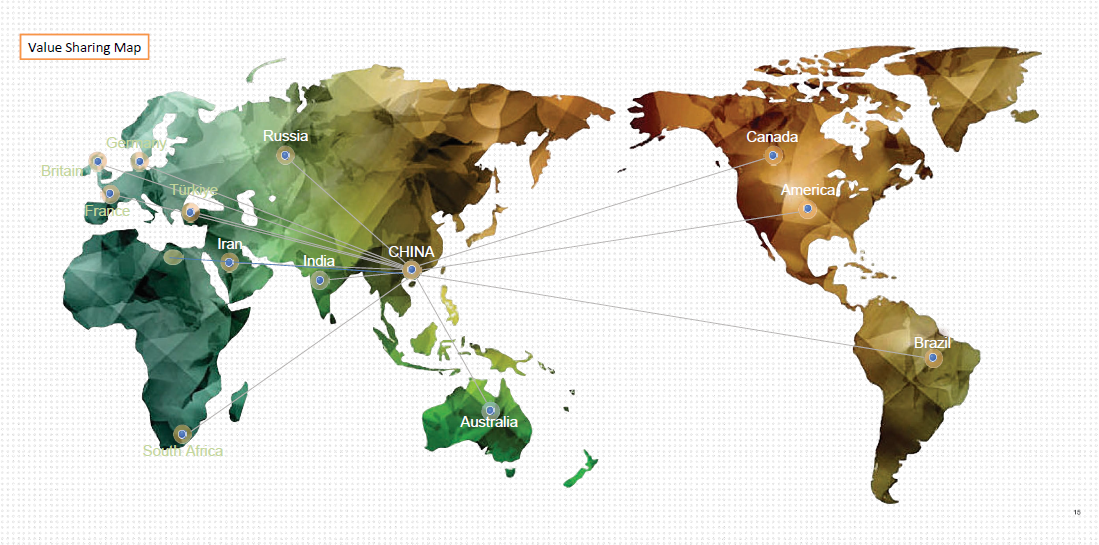 Value Sharing Map
Russia
Canada
Germany
Britain
America
Türkiye
France
Iran
CHINA
India
Brazil
Australia
South Africa
15